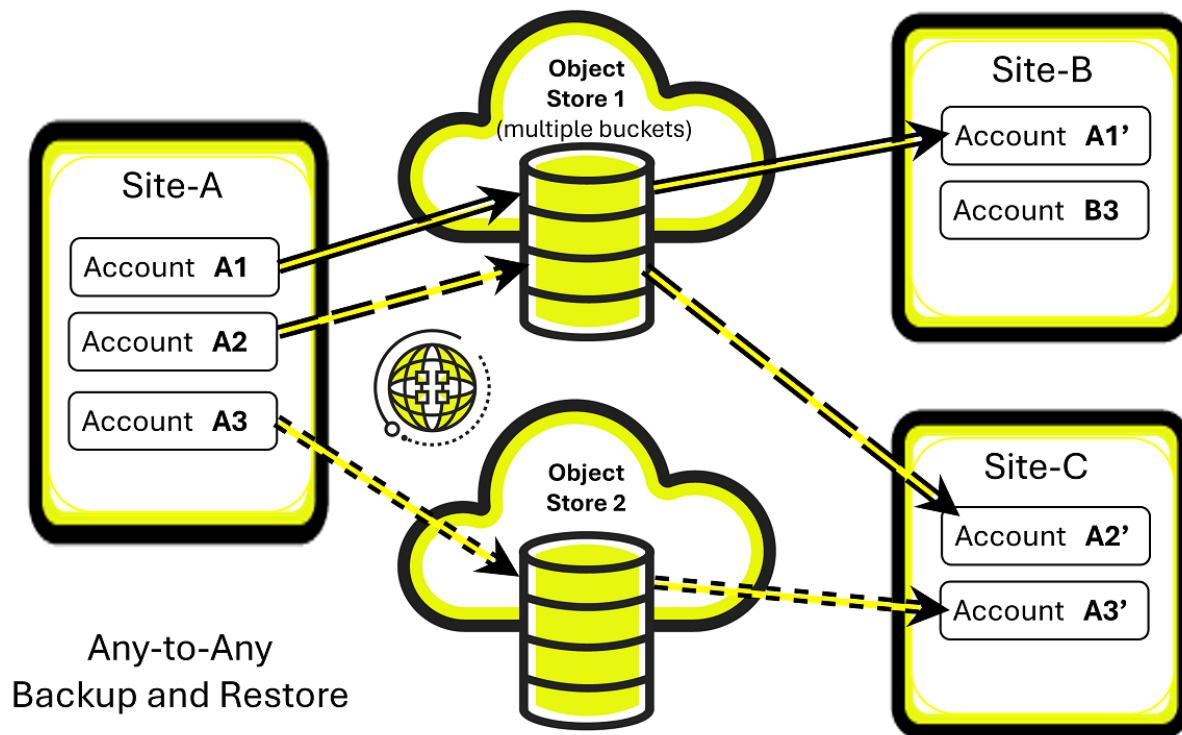 Site-A
Account A1
Account A2
Account A3
Any-to-Any
Backup and Restore
Object
Store 1
(multiple buckets)
Object
Store 2
Site-B
Account A1’
Account B3
Site-C
Account A2’
Account A3’